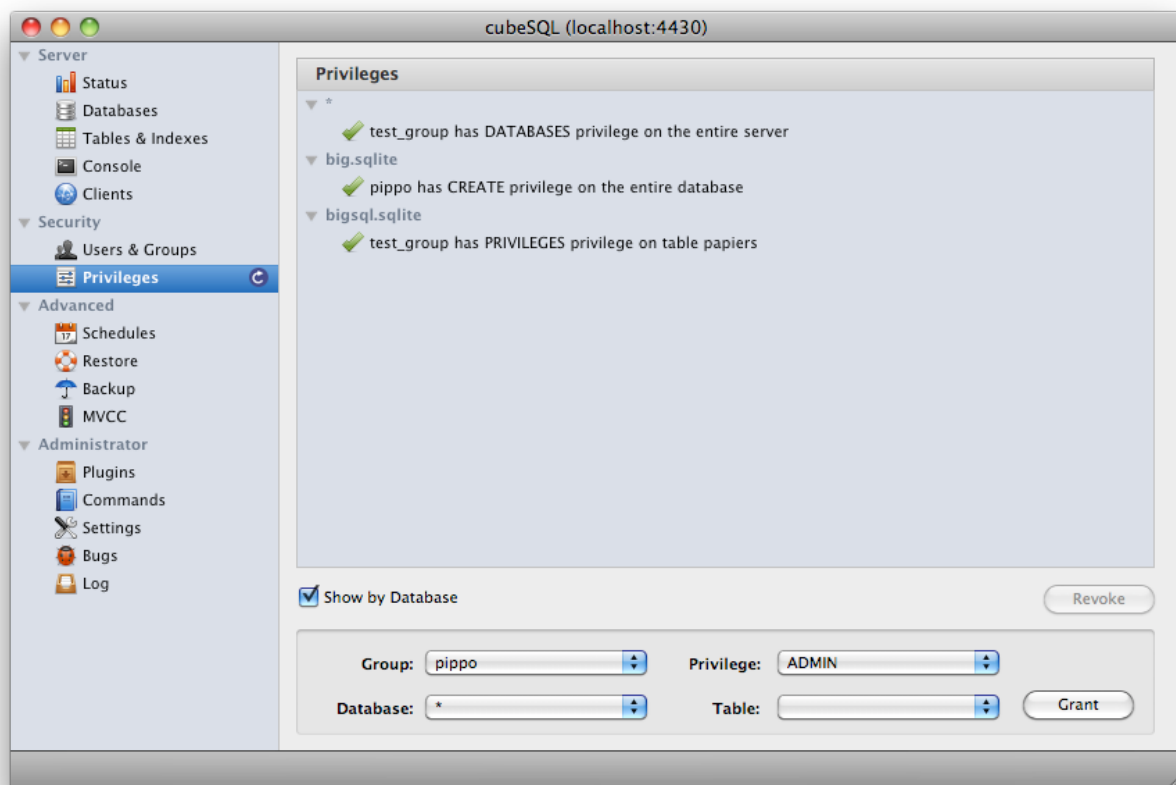 cubeSQL (localhost:4430)
Server
Status
Databases
Tables & Indexes
Console
Clients
Security
Users & Groups
Privileges
Advanced
17
Schedules
Restore
Backup
MVCC
Administrator
Plugins
Commands
Settings
Bugs
Log
Privileges
*
test_group has DATABASES privilege on the entire server
big.sqlite
pippo has CREATE privilege on the entire database
bigsql.sqlite
test_group has PRIVILEGES privilege on table papiers
Show by Database
Revoke
Group: pippo Privilege: ADMIN
Database: * Table: Grant